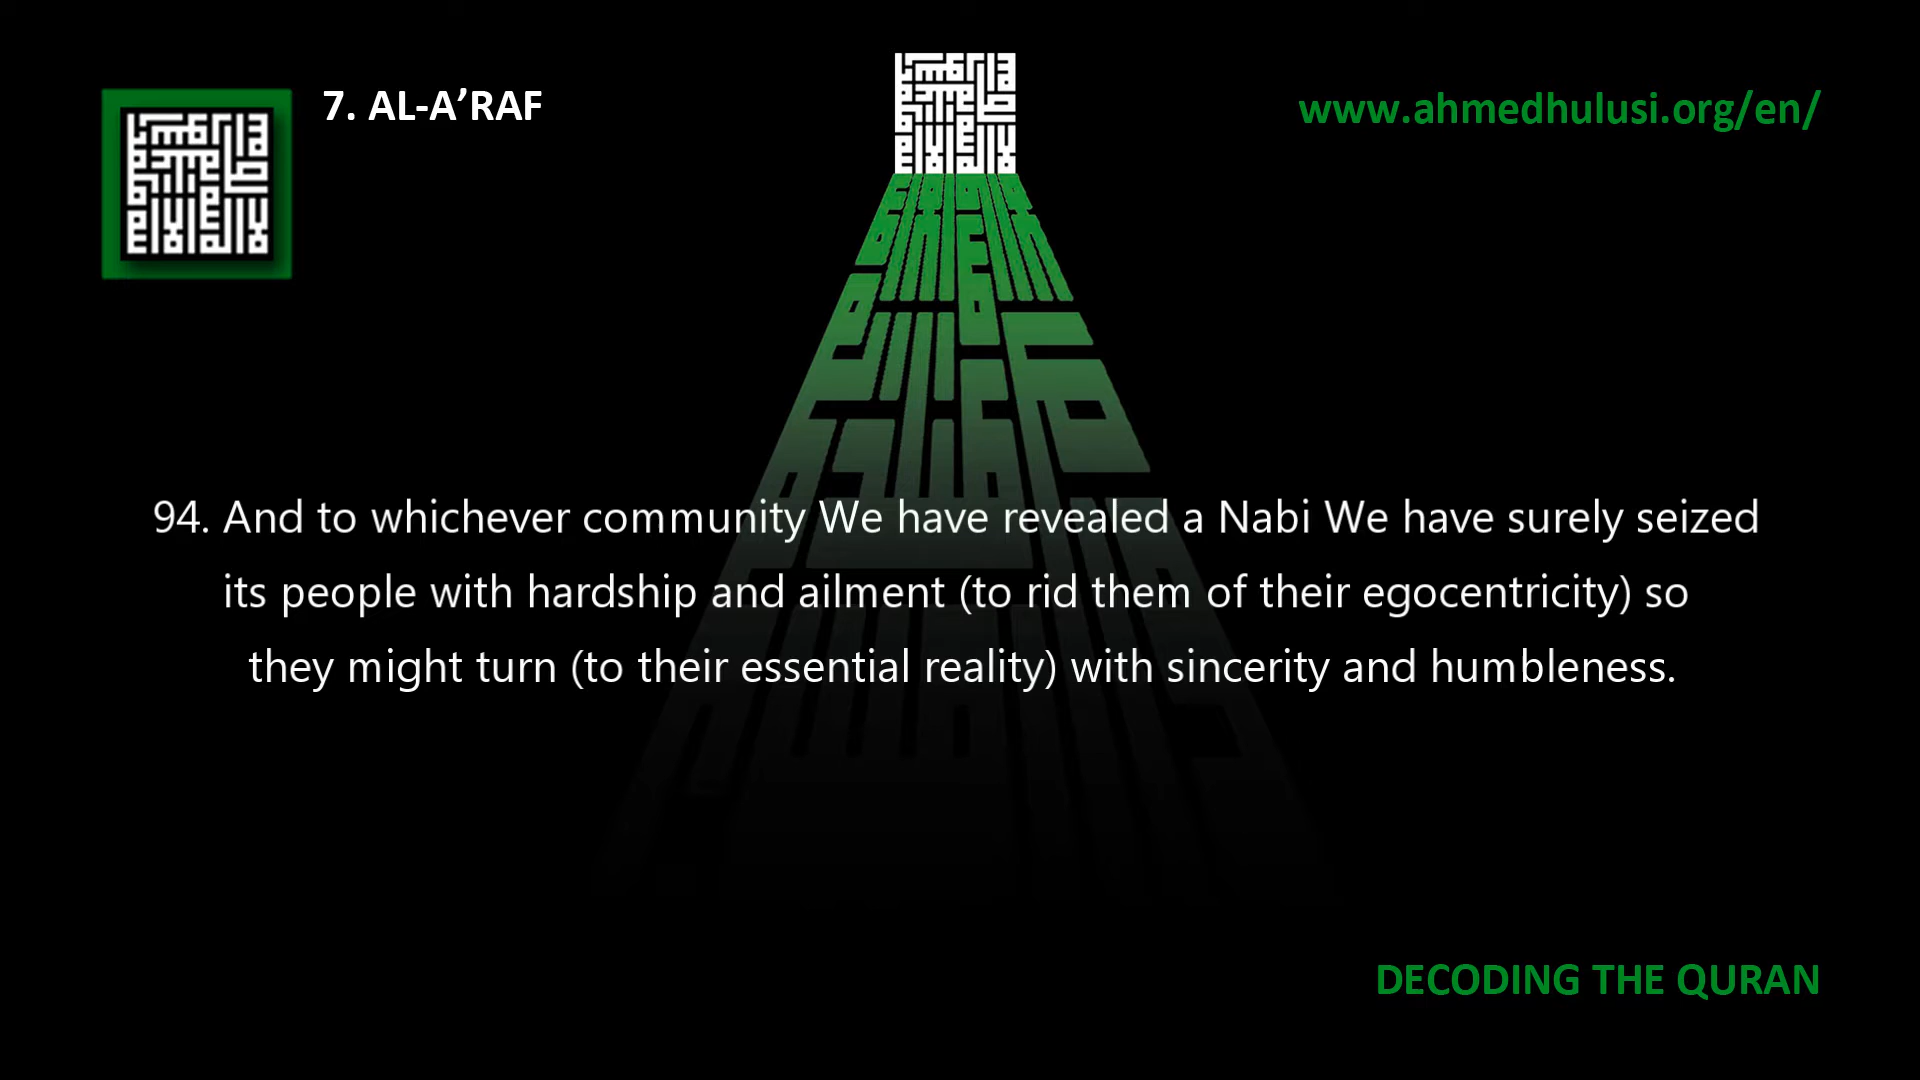 7. AL-A’RAF
www.ahmedhulusi.org/en/
94. And to whichever community We have revealed a Nabi We have surely seized
its people with hardship and ailment (to rid them of their egocentricity) so
they might turn (to their essential reality) with sincerity and humbleness.
DECODING THE QURAN